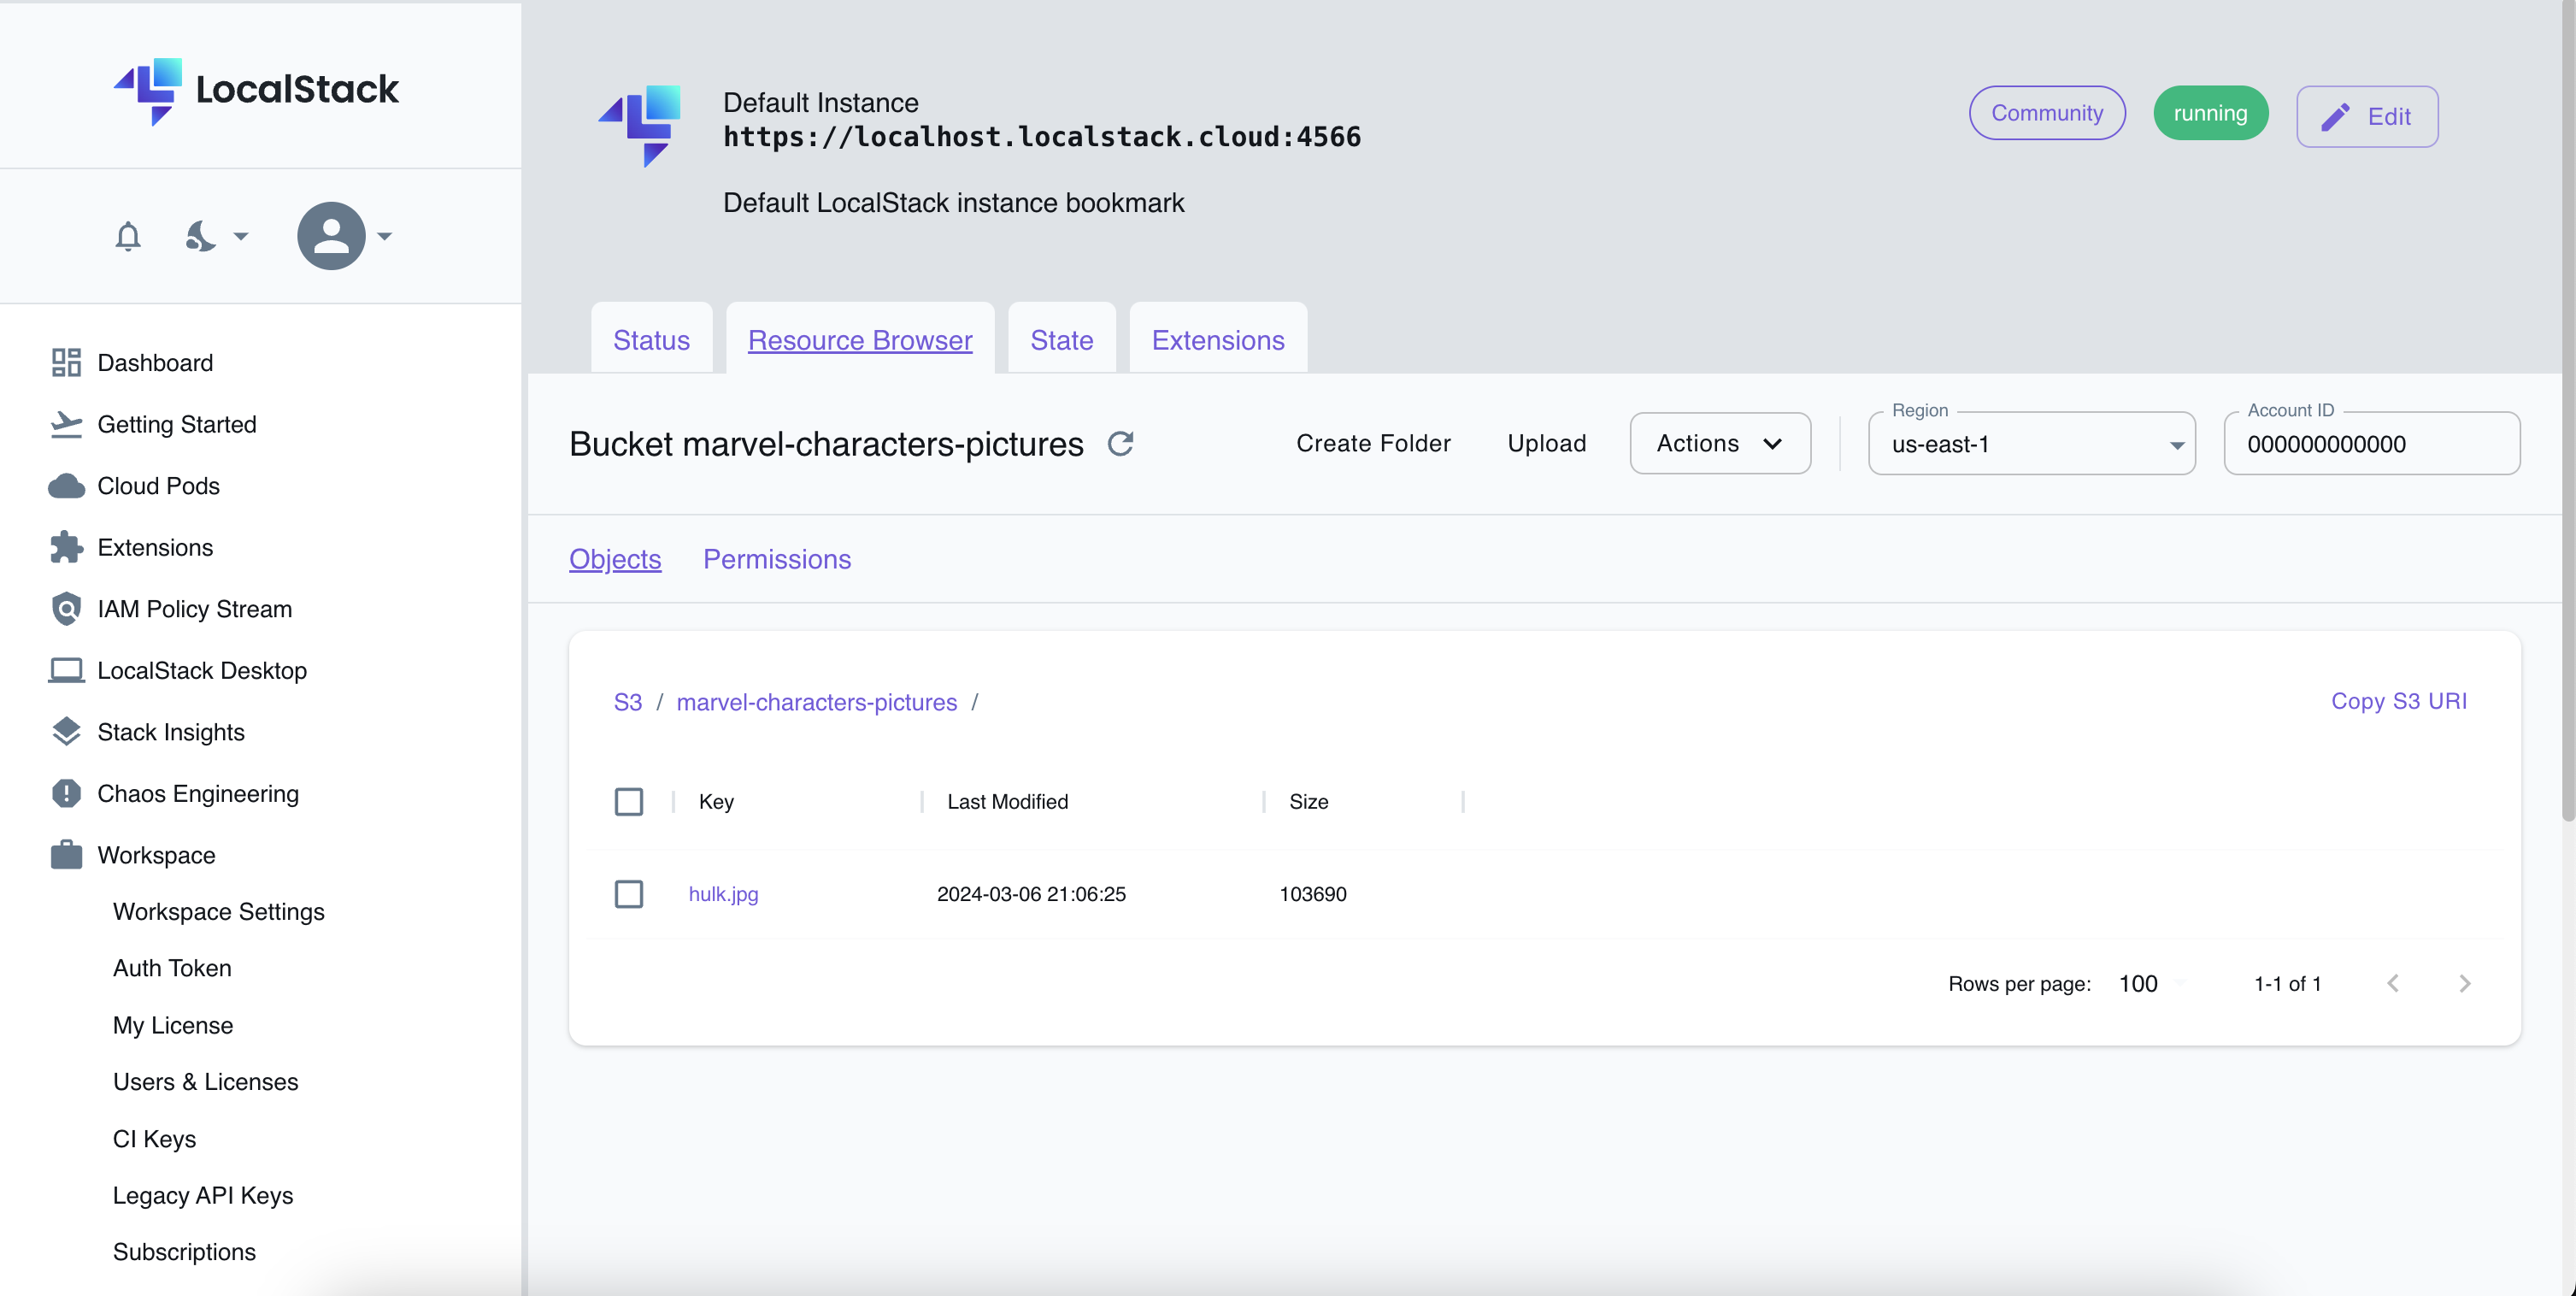 LocalStack
Dashboard
Getting Started
Cloud Pods
Extensions
IAM Policy Stream
LocalStack Desktop
Stack Insights
Chaos Engineering
Workspace
Workspace Settings
Auth Token
My License
Users & Licenses
CI Keys
Legacy API Keys
Subscriptions
Default Instance
https://localhost.localstack.cloud:4566
Default LocalStack instance bookmark
Community
running
Edit
Status
Resource Browser
State
Extensions
Bucket marvel-characters-pictures
Create Folder
Upload
Actions
Region
us-east-1
Account ID
000000000000
Objects
Permissions
S3 / marvel-characters-pictures /
Copy S3 URI
Key Last Modified Size
hulk.jpg 2024-03-06 21:06:25 103690
Rows per page: 100 1-1 of 1